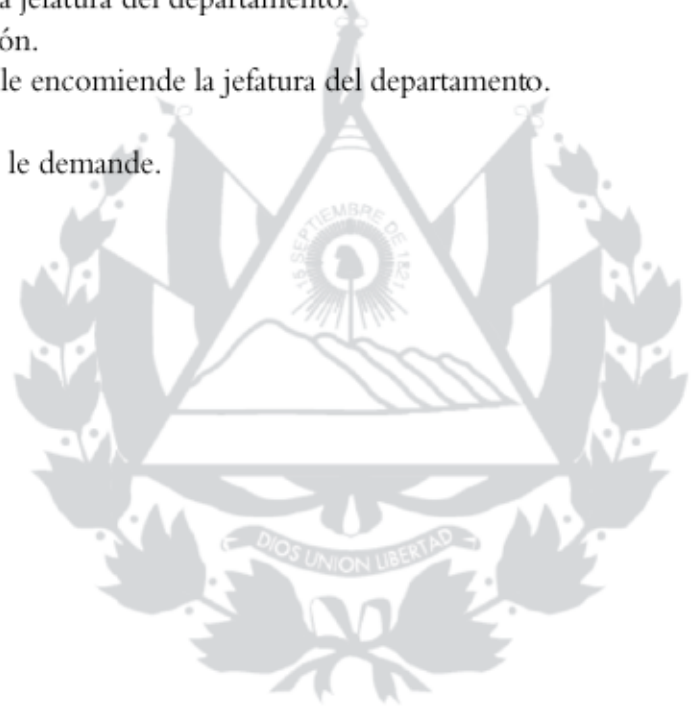 a jefatura del departamento.
ón.
le encomiende la jefatura del departamento.
le demande.
15 SEPTIEMBRE DE 1821
DIOS UNION LIBERTAD